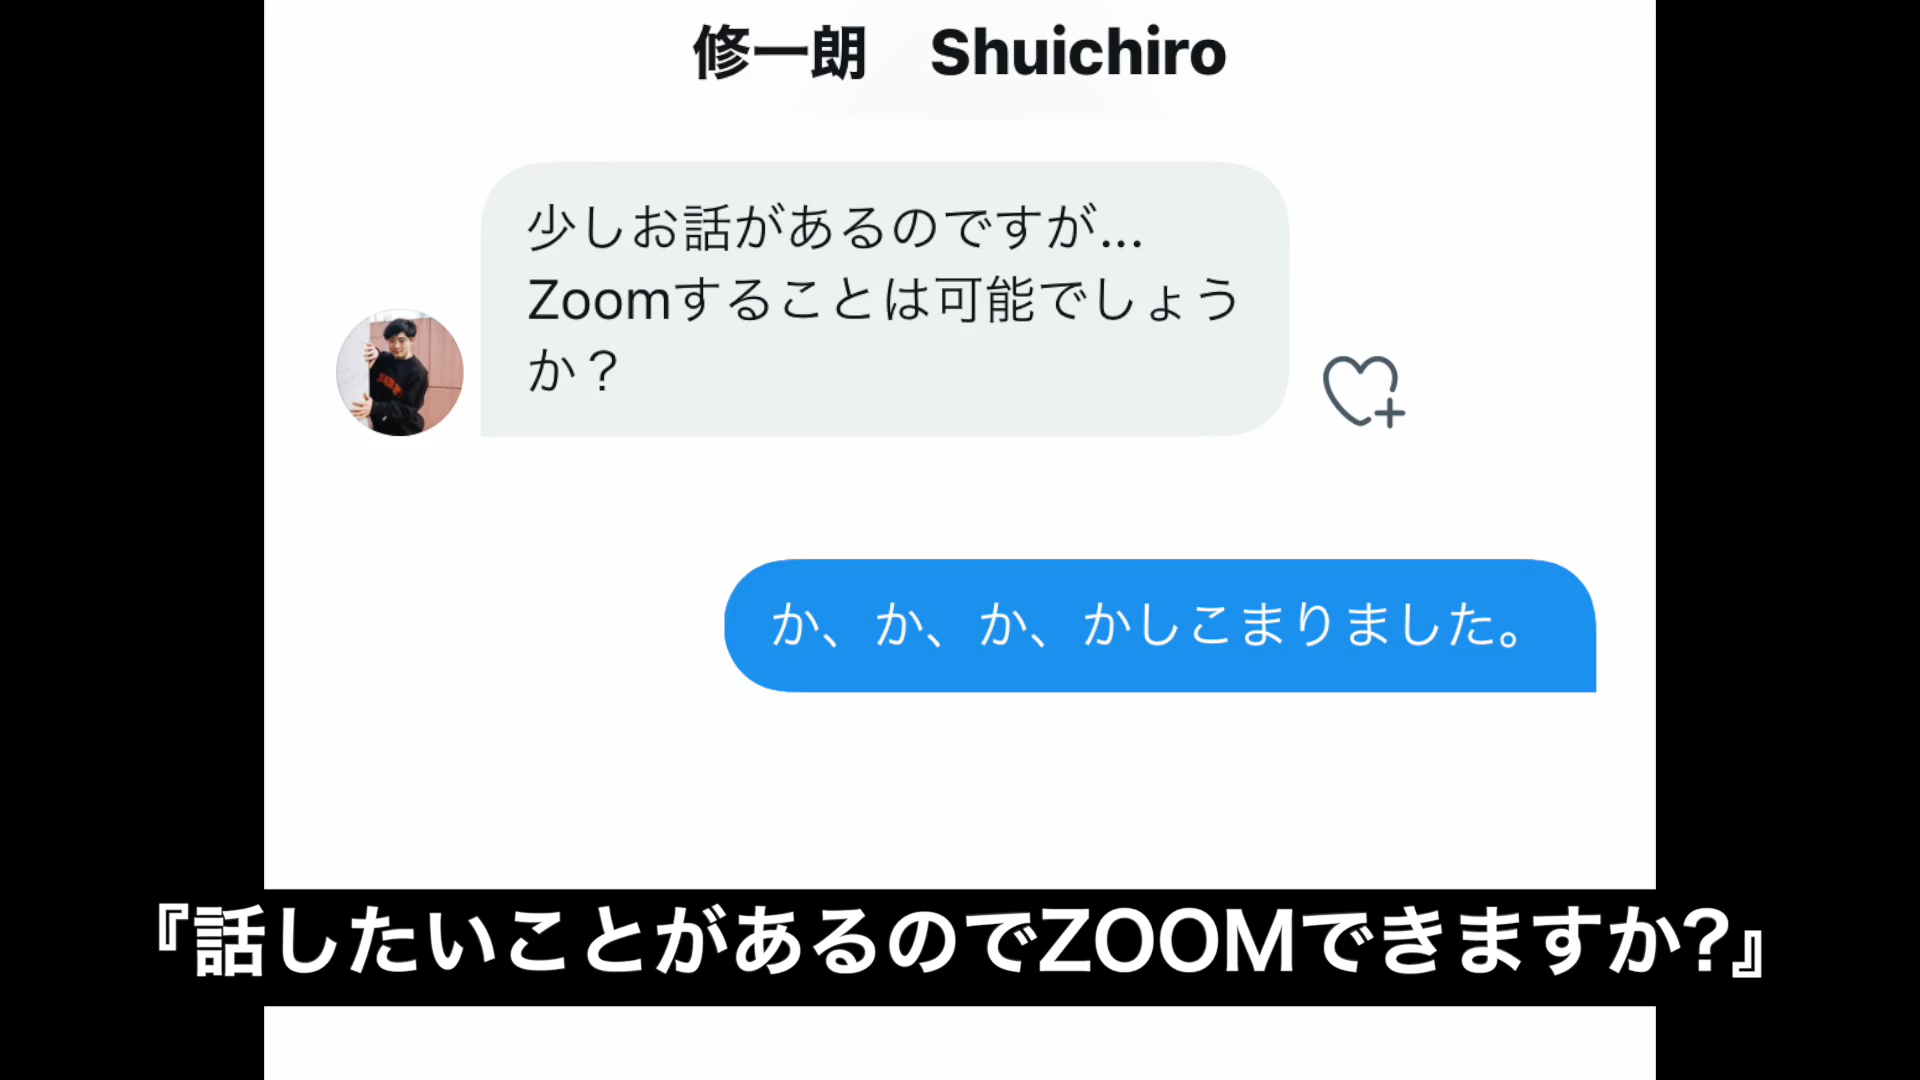 修一朗　Shuichiro
少しお話があるのですが...
Zoomすることは可能でしょう
か？
か、か、か、かしこまりました。
『話したいことがあるのでZOOMできますか?』